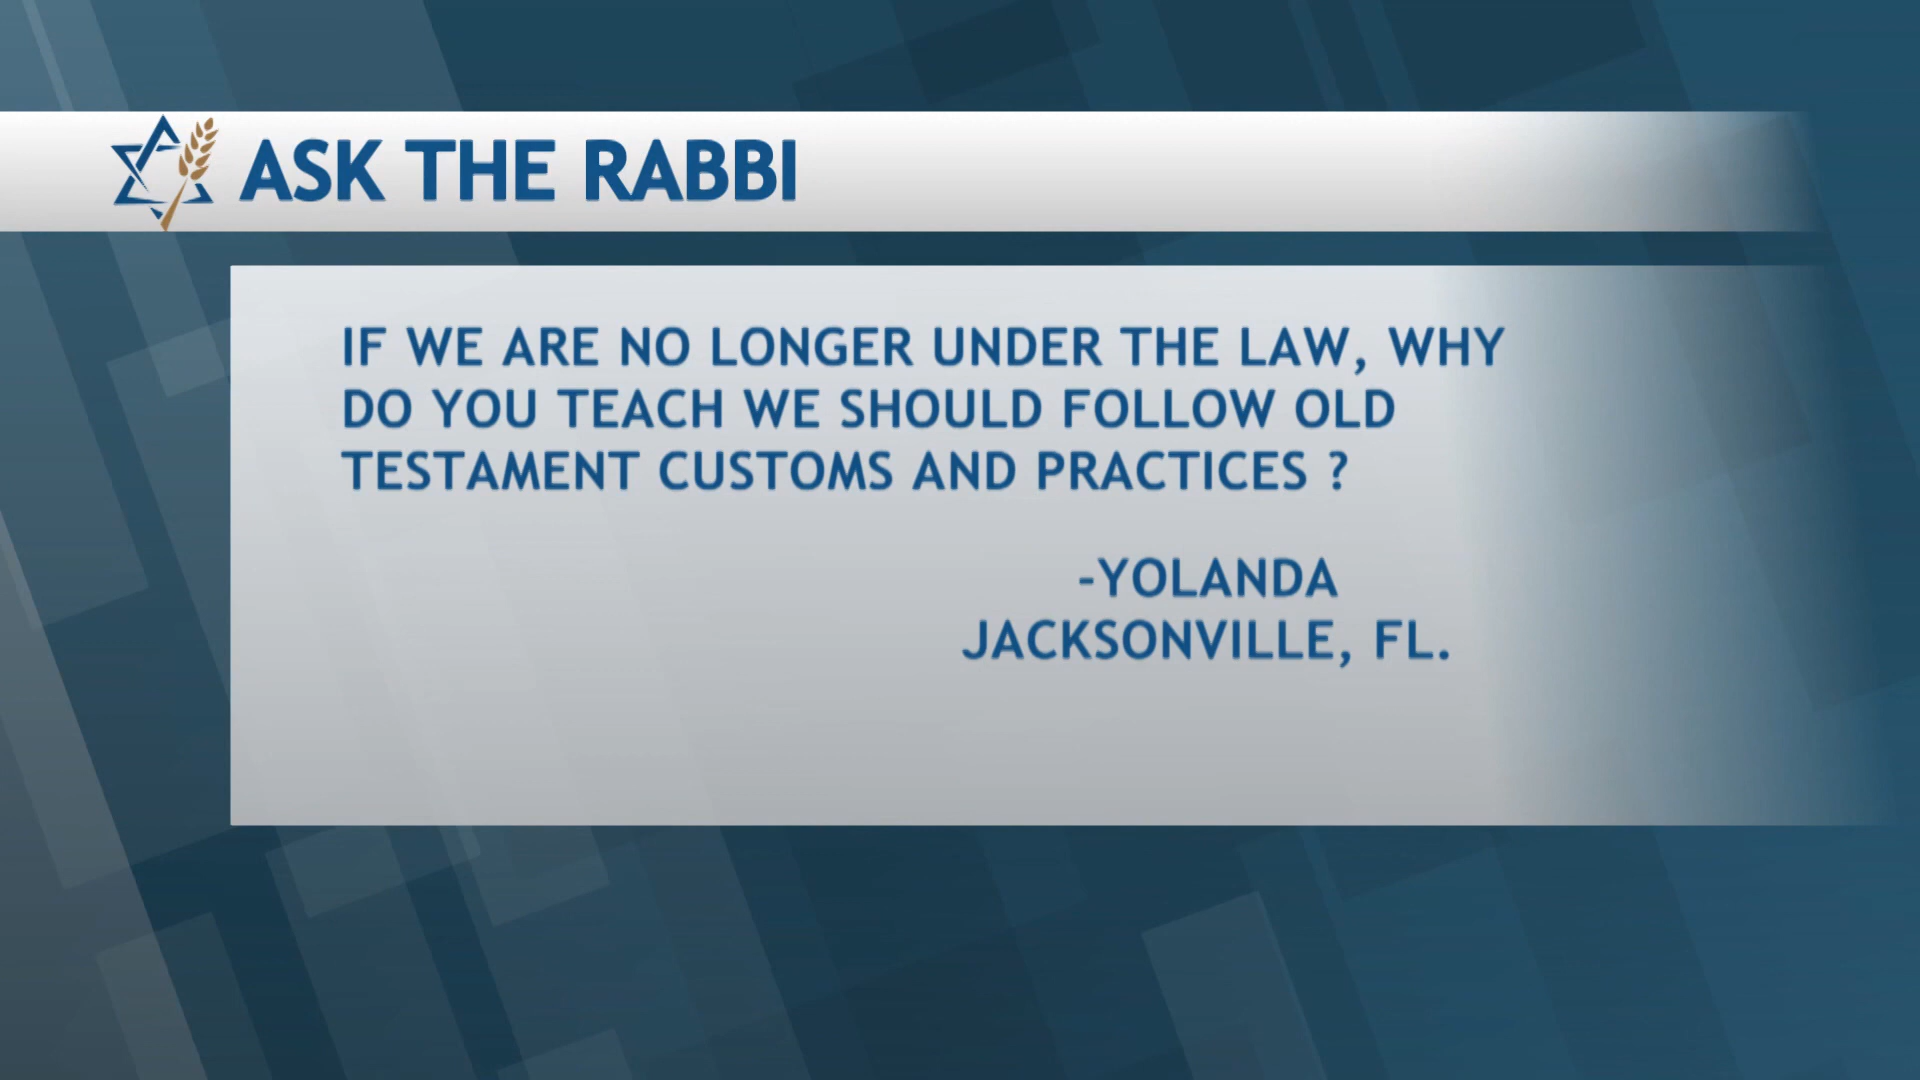 ASK THE RABBI
IF WE ARE NO LONGER UNDER THE LAW, WHY
DO YOU TEACH WE SHOULD FOLLOW OLD
TESTAMENT CUSTOMS AND PRACTICES ?
-YOLANDA
JACKSONVILLE, FL.